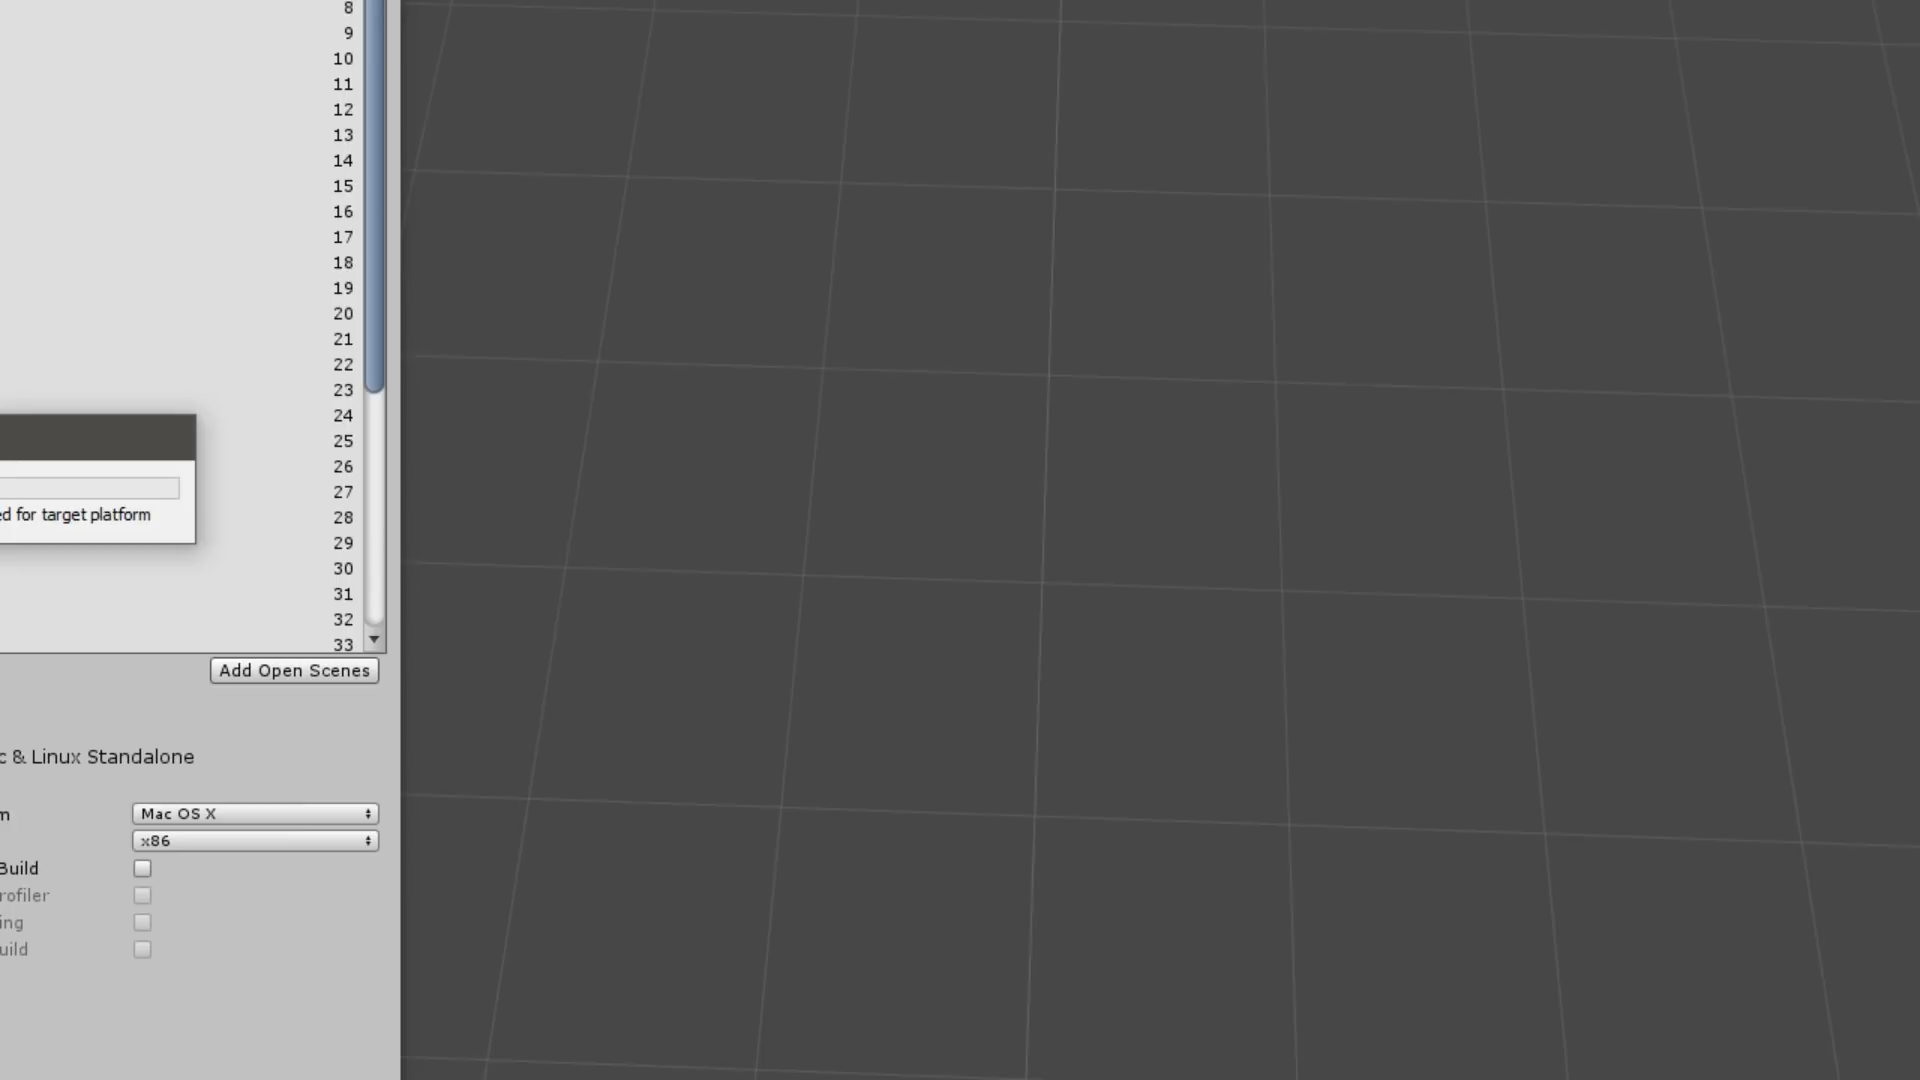 8
9
10
11
12
13
14
15
16
17
18
19
20
21
22
23
24
25
26
27
28
29
30
31
32
33
ed for target platform
Add Open Scenes
c & Linux Standalone
m
Mac OS X
x86
Build
rofiler
ing
uild